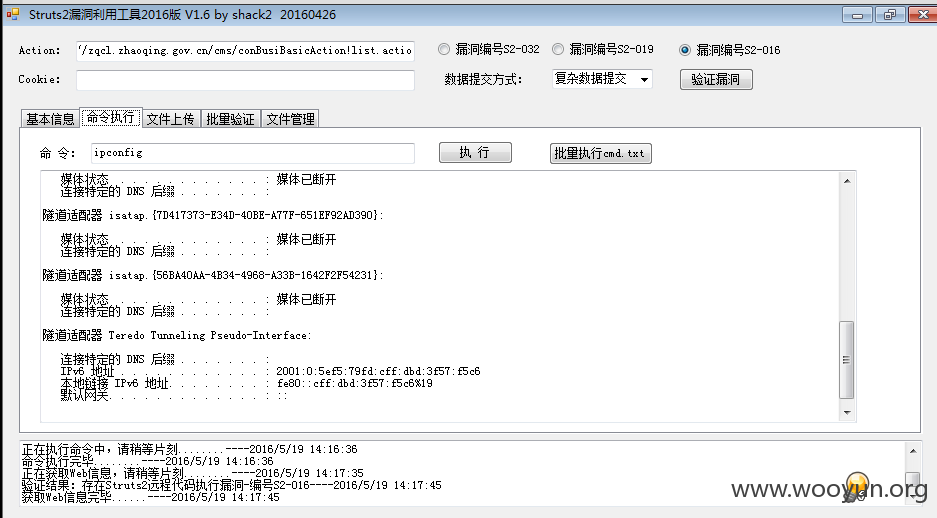 Struts2漏洞利用工具2016版 V1.6 by shack2 20160426
Action: '/zqcl.zhaoqing.gov.cn/cms/conBusiBasicAction!list.actio 漏洞编号S2-032 漏洞编号S2-019 漏洞编号S2-016
Cookie: 数据提交方式: 复杂数据提交 验证漏洞
基本信息 命令执行 文件上传 批量验证 文件管理
命 令: ipconfig 执 行 批量执行cmd.txt
媒体状态 . . . . . . . . . . . . : 媒体已断开
连接特定的 DNS 后缀 . . . . . . . :
隧道适配器 isatap.{7D417373-E34D-40BE-A77F-651EF92AD390}:
媒体状态 . . . . . . . . . . . . : 媒体已断开
连接特定的 DNS 后缀 . . . . . . . :
隧道适配器 isatap.{56BA40AA-4B34-4968-A33B-1642F2F54231}:
媒体状态 . . . . . . . . . . . . : 媒体已断开
连接特定的 DNS 后缀 . . . . . . . :
隧道适配器 Teredo Tunneling Pseudo-Interface:
连接特定的 DNS 后缀 . . . . . . . :
IPv6 地址 . . . . . . . . . . . . : 2001:0:5ef5:79fd:cff:dbd:3f57:f5c6
本地链接 IPv6 地址. . . . . . . . : fe80::cff:dbd:3f57:f5c6%19
默认网关. . . . . . . . . . . . . : ::
正在执行命令中，请稍等片刻........----2016/5/19 14:16:36
命令执行完毕........----2016/5/19 14:16:36
正在获取Web信息，请稍等片刻........----2016/5/19 14:17:35
验证结果：存在Struts2远程代码执行漏洞-编号S2-016----2016/5/19 14:17:45
获取Web信息完毕......----2016/5/19 14:17:45
www.wooyun.org